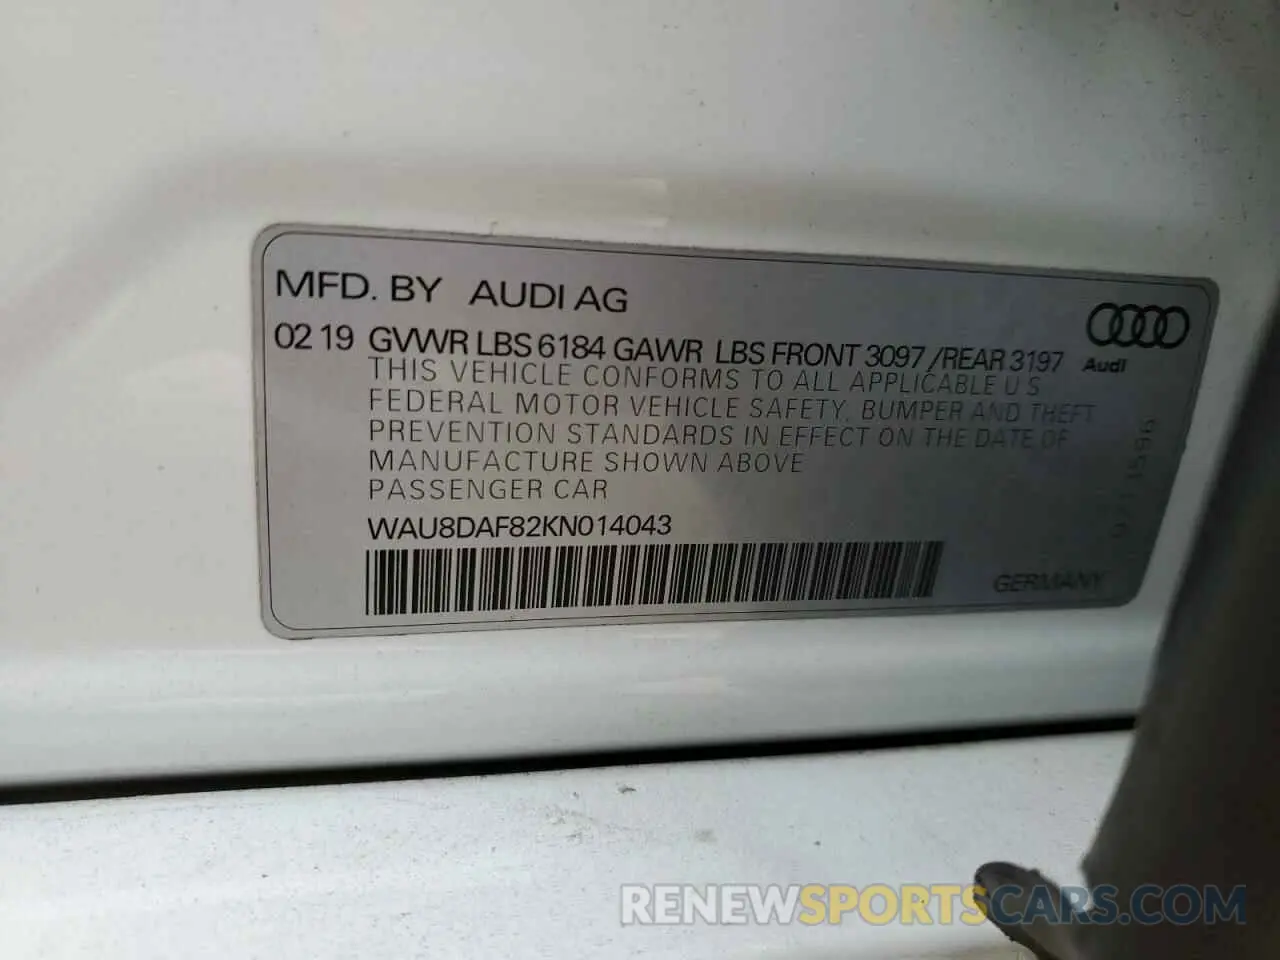 MFD. BY AUDI AG
02 19 GVWR LBS 6184 GAWR LBS FRONT 3097 /REAR 3197
Audi
THIS VEHICLE CONFORMS TO ALL APPLICABLE U S
FEDERAL MOTOR VEHICLE SAFETY, BUMPER AND THEFT
PREVENTION STANDARDS IN EFFECT ON THE DATE OF
MANUFACTURE SHOWN ABOVE
PASSENGER CAR
WAU8DAF82KN014043
GERMANY
RENEWSPORTSCARS.COM